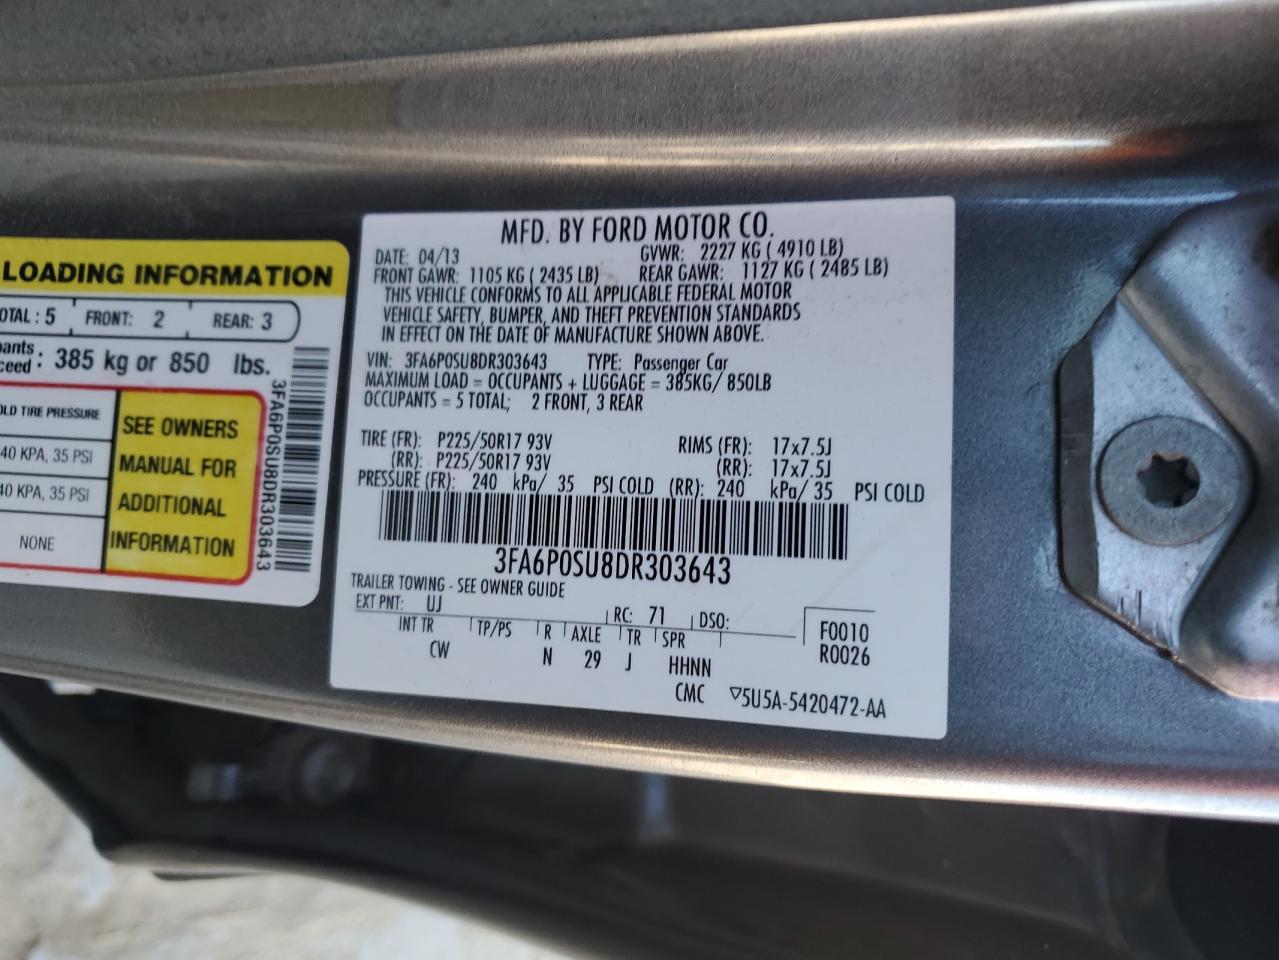 LOADING INFORMATION
OTAL : 5 FRONT: 2 REAR: 3
pants
ceed : 385 kg or 850 lbs.
OLD TIRE PRESSURE
40 KPA, 35 PSI
40 KPA, 35 PSI
NONE
SEE OWNERS
MANUAL FOR
ADDITIONAL
INFORMATION
3FA6P0SU8DR303643
MFD. BY FORD MOTOR CO.
DATE: 04/13 GVWR: 2227 KG ( 4910 LB)
FRONT GAWR: 1105 KG ( 2435 LB) REAR GAWR: 1127 KG ( 2485 LB)
THIS VEHICLE CONFORMS TO ALL APPLICABLE FEDERAL MOTOR
VEHICLE SAFETY, BUMPER, AND THEFT PREVENTION STANDARDS
IN EFFECT ON THE DATE OF MANUFACTURE SHOWN ABOVE.
VIN: 3FA6P0SU8DR303643 TYPE: Passenger Car
MAXIMUM LOAD = OCCUPANTS + LUGGAGE = 385KG/ 850LB
OCCUPANTS = 5 TOTAL; 2 FRONT, 3 REAR
TIRE (FR): P225/50R17 93V RIMS (FR): 17x7.5J
(RR): P225/50R17 93V (RR): 17x7.5J
PRESSURE (FR): 240 kPa/ 35 PSI COLD (RR): 240 kPa/ 35 PSI COLD
3FA6P0SU8DR303643
TRAILER TOWING - SEE OWNER GUIDE
EXT PNT: UJ RC: 71 DSO:
INT TR TP/PS R AXLE TR SPR
CW N 29 J HHNN
F0010
R0026
CMC ▽5U5A-5420472-AA